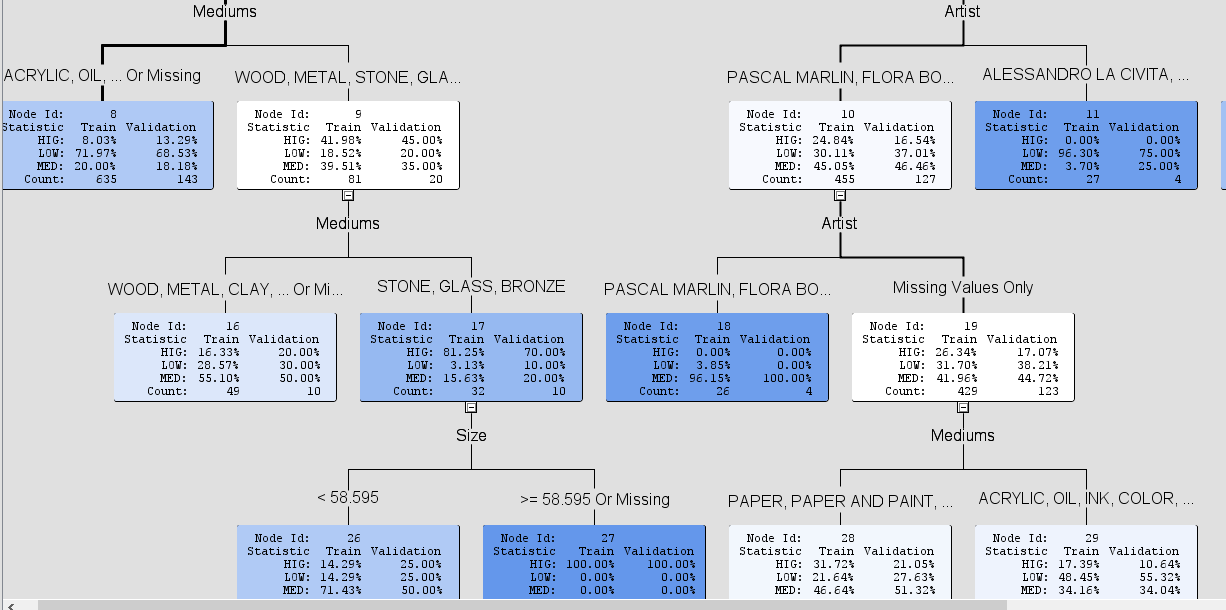 Mediums
Artist
ACRYLIC, OIL, ... Or Missing
WOOD, METAL, STONE, GLA...
PASCAL MARLIN, FLORA BO...
ALESSANDRO LA CIVITA, ...
Node Id: 8
Statistic Train Validation
HIG: 8.03% 13.29%
LOW: 71.97% 68.53%
MED: 20.00% 18.18%
Count: 635 143
Node Id: 9
Statistic Train Validation
HIG: 41.98% 45.00%
LOW: 18.52% 20.00%
MED: 39.51% 35.00%
Count: 81 20
Node Id: 10
Statistic Train Validation
HIG: 24.84% 16.54%
LOW: 30.11% 37.01%
MED: 45.05% 46.46%
Count: 455 127
Node Id: 11
Statistic Train Validation
HIG: 0.00% 0.00%
LOW: 96.30% 75.00%
MED: 3.70% 25.00%
Count: 27 4
Mediums
Artist
WOOD, METAL, CLAY, ... Or Mi...
STONE, GLASS, BRONZE
PASCAL MARLIN, FLORA BO...
Missing Values Only
Node Id: 16
Statistic Train Validation
HIG: 16.33% 20.00%
LOW: 28.57% 30.00%
MED: 55.10% 50.00%
Count: 49 10
Node Id: 17
Statistic Train Validation
HIG: 81.25% 70.00%
LOW: 3.13% 10.00%
MED: 15.63% 20.00%
Count: 32 10
Node Id: 18
Statistic Train Validation
HIG: 0.00% 0.00%
LOW: 3.85% 0.00%
MED: 96.15% 100.00%
Count: 26 4
Node Id: 19
Statistic Train Validation
HIG: 26.34% 17.07%
LOW: 31.70% 38.21%
MED: 41.96% 44.72%
Count: 429 123
Size
Mediums
< 58.595
>= 58.595 Or Missing
PAPER, PAPER AND PAINT, ...
ACRYLIC, OIL, INK, COLOR, ...
Node Id: 26
Statistic Train Validation
HIG: 14.29% 25.00%
LOW: 14.29% 25.00%
MED: 71.43% 50.00%
Node Id: 27
Statistic Train Validation
HIG: 100.00% 100.00%
LOW: 0.00% 0.00%
MED: 0.00% 0.00%
Node Id: 28
Statistic Train Validation
HIG: 31.72% 21.05%
LOW: 21.64% 27.63%
MED: 46.64% 51.32%
Node Id: 29
Statistic Train Validation
HIG: 17.39% 10.64%
LOW: 48.45% 55.32%
MED: 34.16% 34.04%